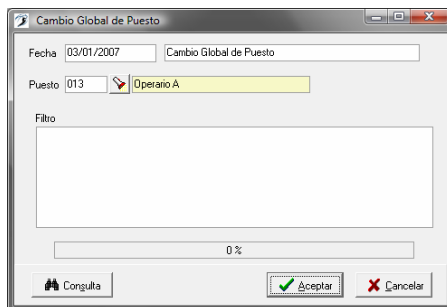 Cambio Global de Puesto
Fecha 03/01/2007 Cambio Global de Puesto
Puesto 013 Operario A
Filtro
0 %
Consulta Aceptar Cancelar